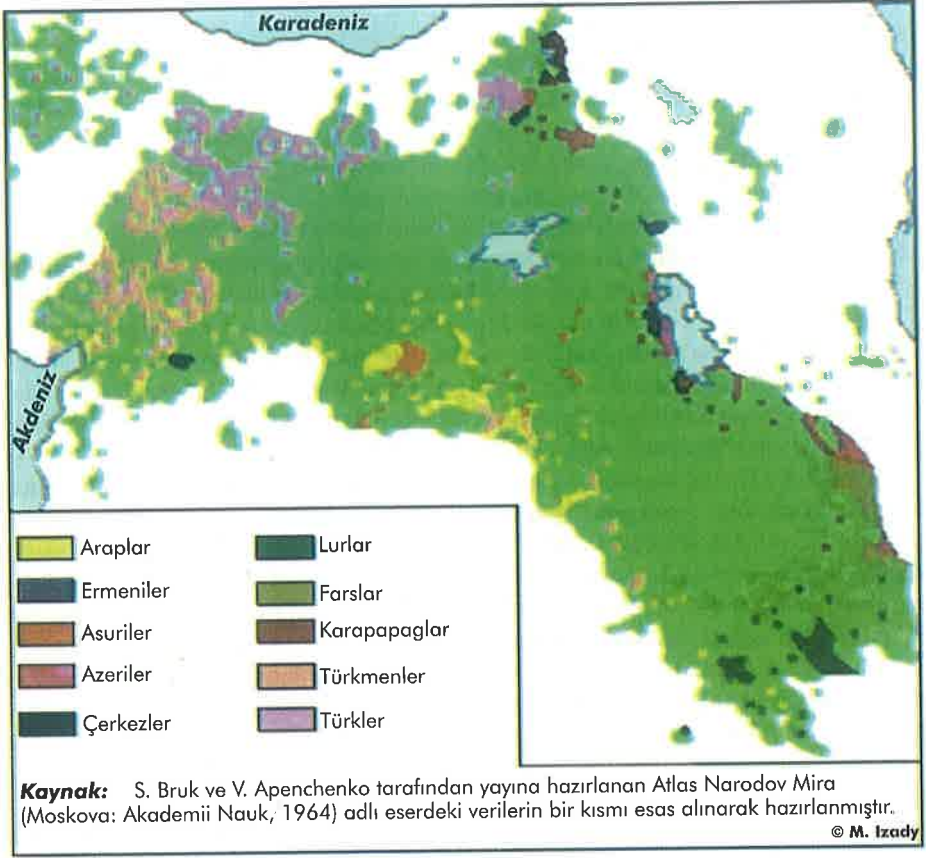 Karadeniz
Akdeniz
Araplar
Ermeniler
Asuriler
Azeriler
Çerkezler
Lurlar
Farslar
Karapapaglar
Türkmenler
Türkler
Kaynak: S. Bruk ve V. Apenchenko tarafından yayına hazırlanan Atlas Narodov Mira
(Moskova: Akademii Nauk, 1964) adlı eserdeki verilerin bir kısmı esas alınarak hazırlanmıştır.
© M. Izady